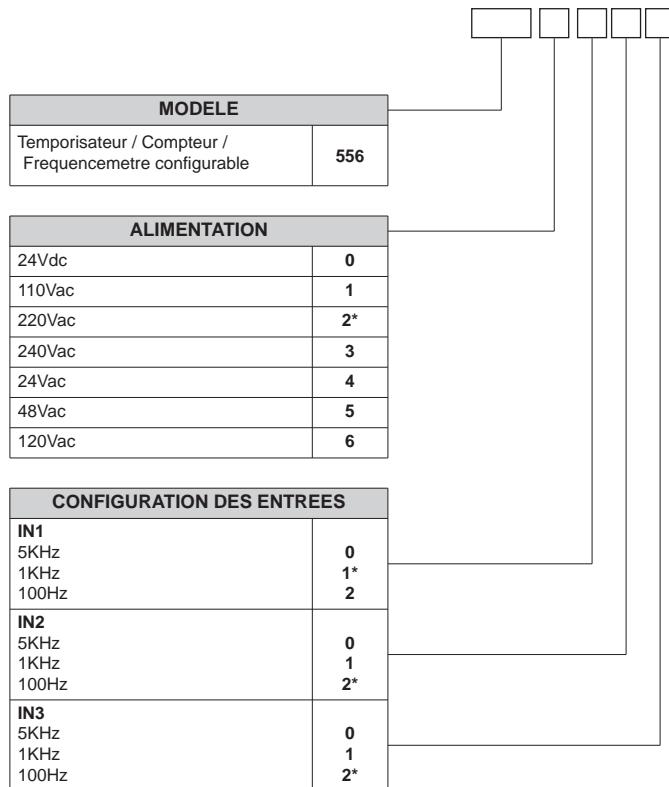 MODELE
Temporisateur / Compteur /
Frequencemetre configurable 556
ALIMENTATION
24Vdc 0
110Vac 1
220Vac 2*
240Vac 3
24Vac 4
48Vac 5
120Vac 6
CONFIGURATION DES ENTREES
IN1
5KHz 0
1KHz 1*
100Hz 2
IN2
5KHz 0
1KHz 1
100Hz 2*
IN3
5KHz 0
1KHz 1
100Hz 2*